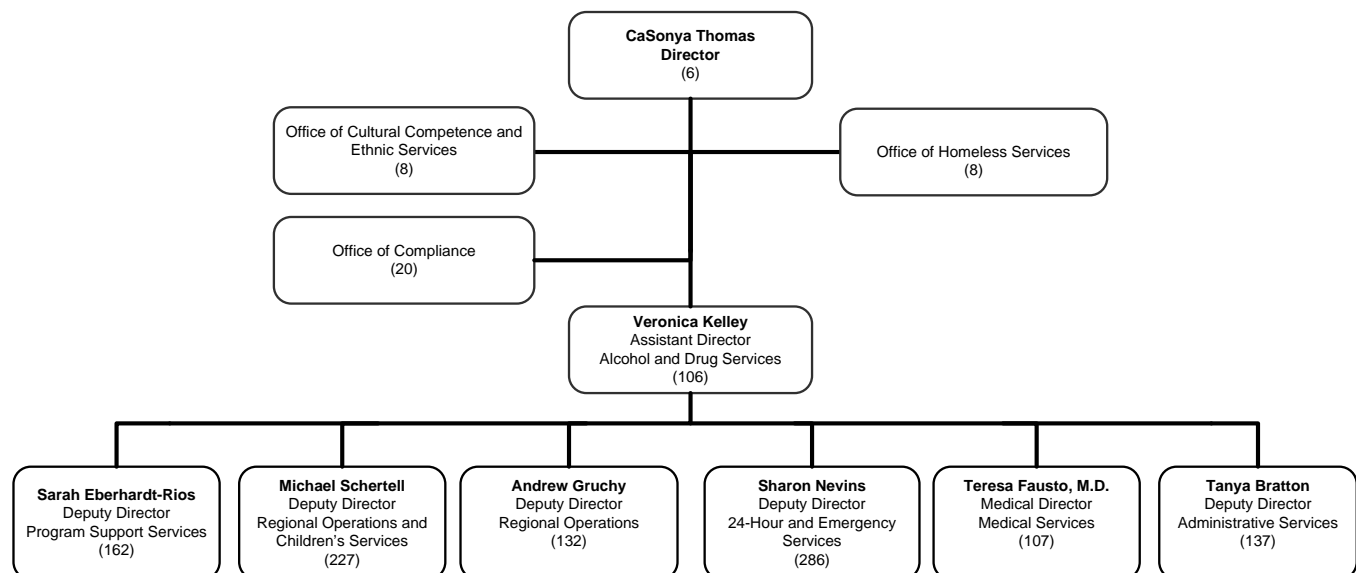 CaSonya Thomas
Director
(6)
Office of Cultural Competence and
Ethnic Services
(8)
Office of Homeless Services
(8)
Office of Compliance
(20)
Veronica Kelley
Assistant Director
Alcohol and Drug Services
(106)
Sarah Eberhardt-Rios
Deputy Director
Program Support Services
(162)
Michael Schertell
Deputy Director
Regional Operations and
Children’s Services
(227)
Andrew Gruchy
Deputy Director
Regional Operations
(132)
Sharon Nevins
Deputy Director
24-Hour and Emergency
Services
(286)
Teresa Fausto, M.D.
Medical Director
Medical Services
(107)
Tanya Bratton
Deputy Director
Administrative Services
(137)